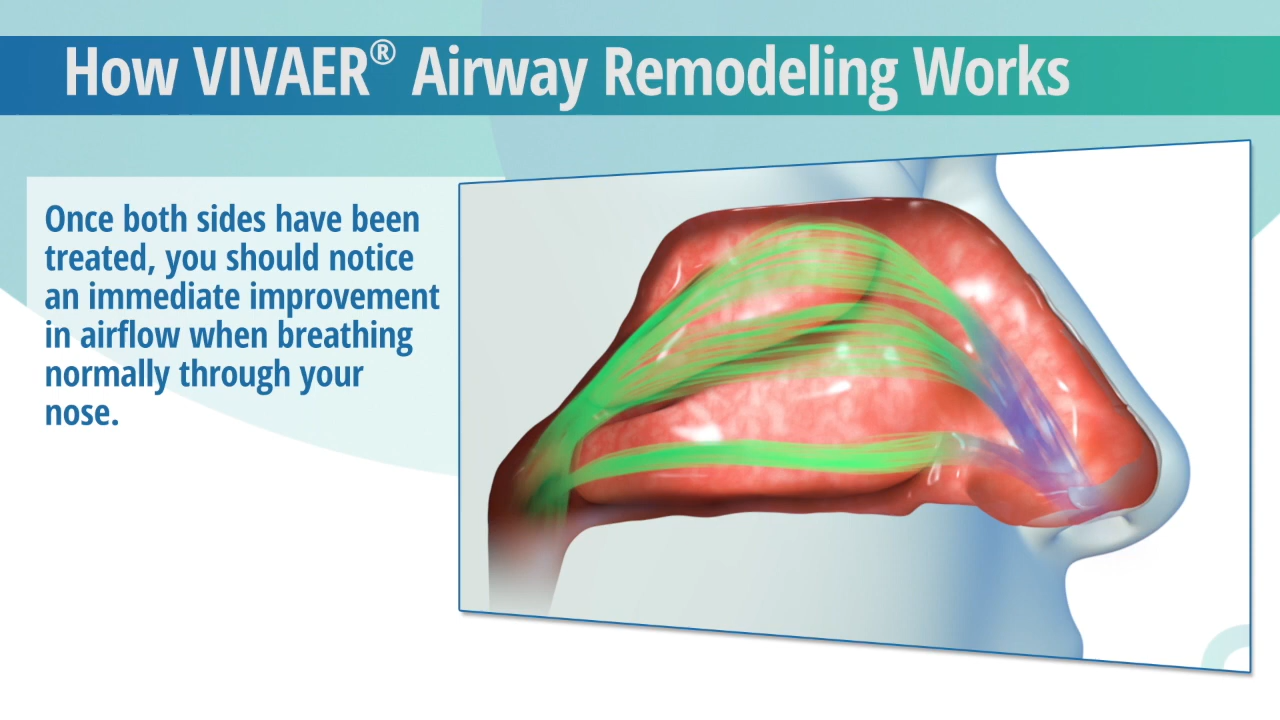 How VIVAER® Airway Remodeling Works
Once both sides have been
treated, you should notice
an immediate improvement
in airflow when breathing
normally through your
nose.